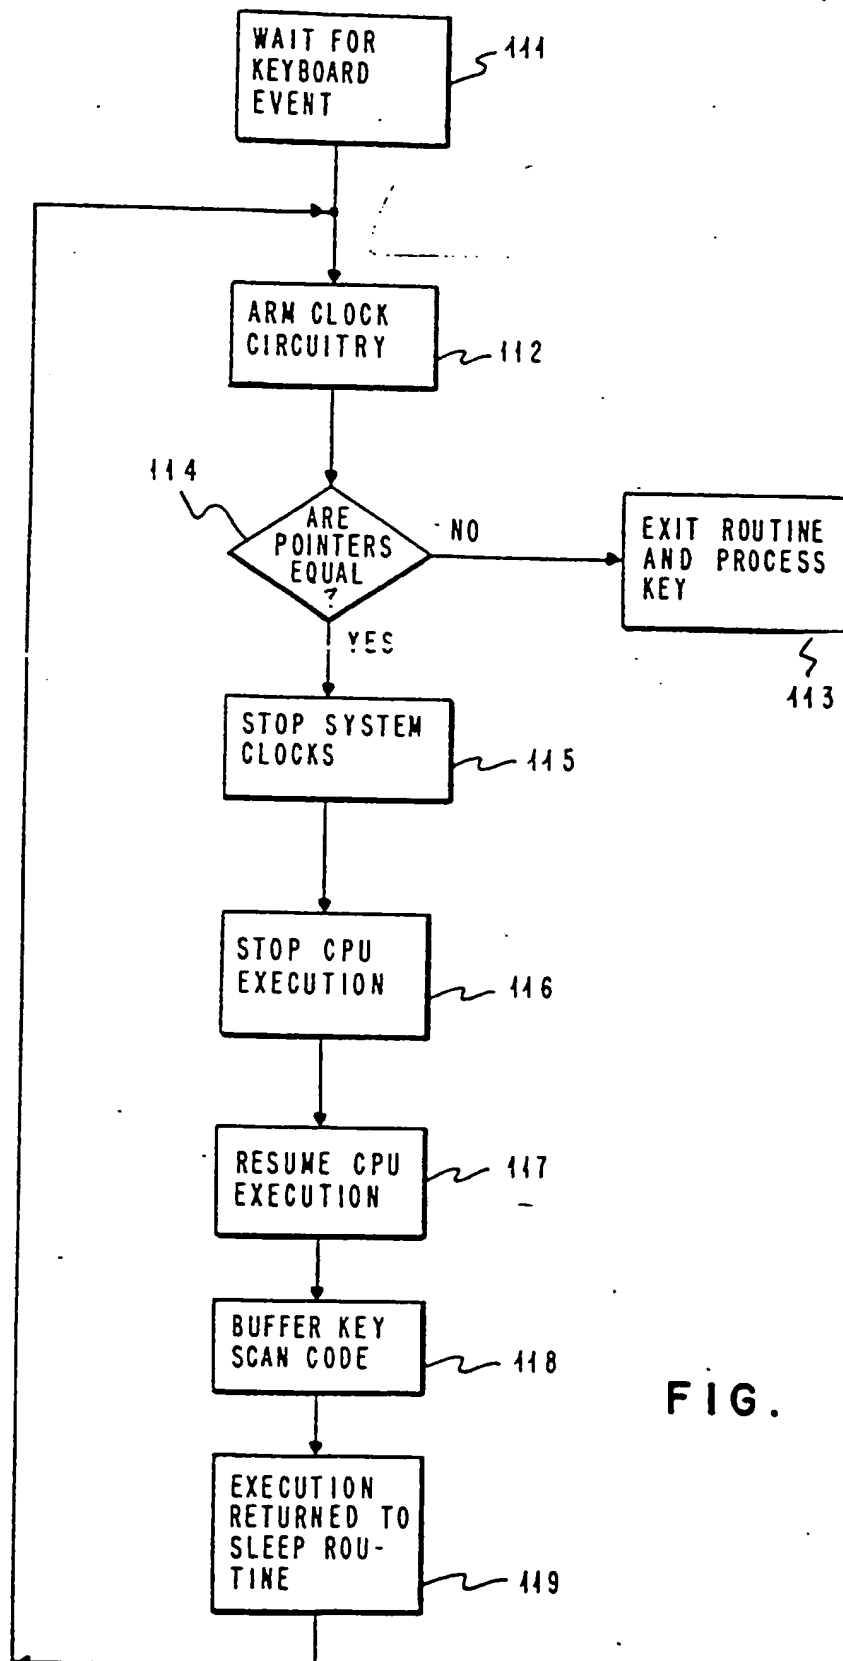 WAIT FOR
KEYBOARD
EVENT
111
ARM CLOCK
CIRCUITRY
112
114
ARE
POINTERS
EQUAL
?
NO
EXIT ROUTINE
AND PROCESS
KEY
113
YES
STOP SYSTEM
CLOCKS
115
STOP CPU
EXECUTION
116
RESUME CPU
EXECUTION
117
BUFFER KEY
SCAN CODE
118
FIG.
EXECUTION
RETURNED TO
SLEEP ROU-
TINE
119